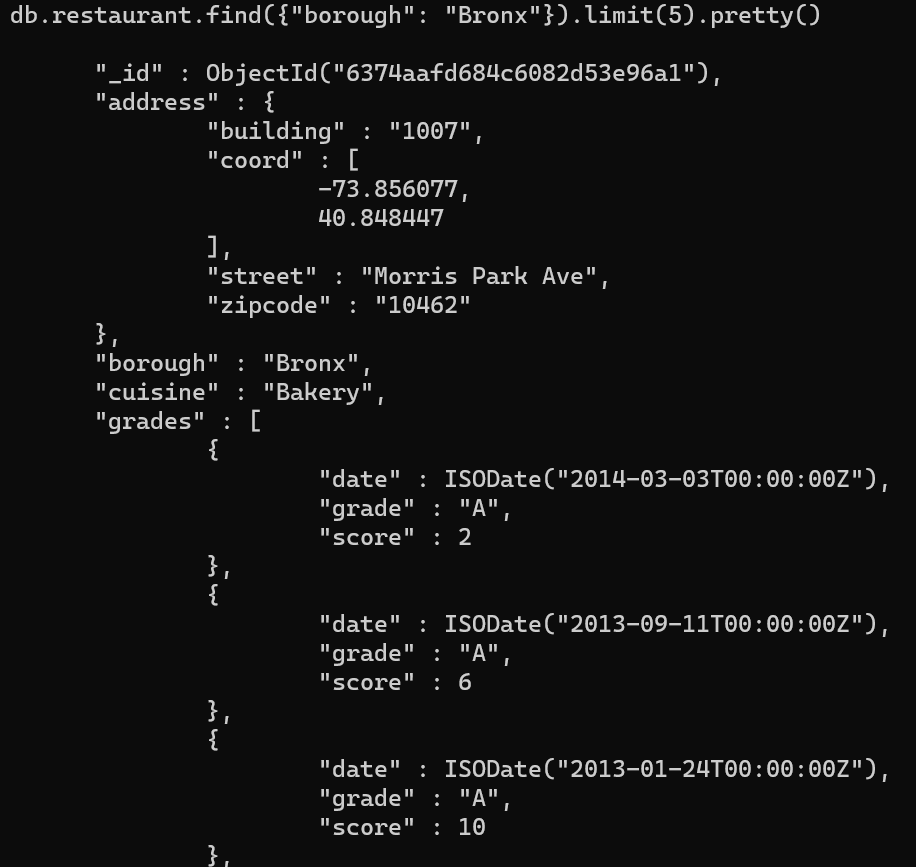 db.restaurant.find({"borough": "Bronx"}).limit(5).pretty()
"_id" : ObjectId("6374aafd684c6082d53e96a1"),
"address" : {
"building" : "1007",
"coord" : [
-73.856077,
40.848447
],
"street" : "Morris Park Ave",
"zipcode" : "10462"
},
"borough" : "Bronx",
"cuisine" : "Bakery",
"grades" : [
{
"date" : ISODate("2014-03-03T00:00:00Z"),
"grade" : "A",
"score" : 2
},
{
"date" : ISODate("2013-09-11T00:00:00Z"),
"grade" : "A",
"score" : 6
},
{
"date" : ISODate("2013-01-24T00:00:00Z"),
"grade" : "A",
"score" : 10
},